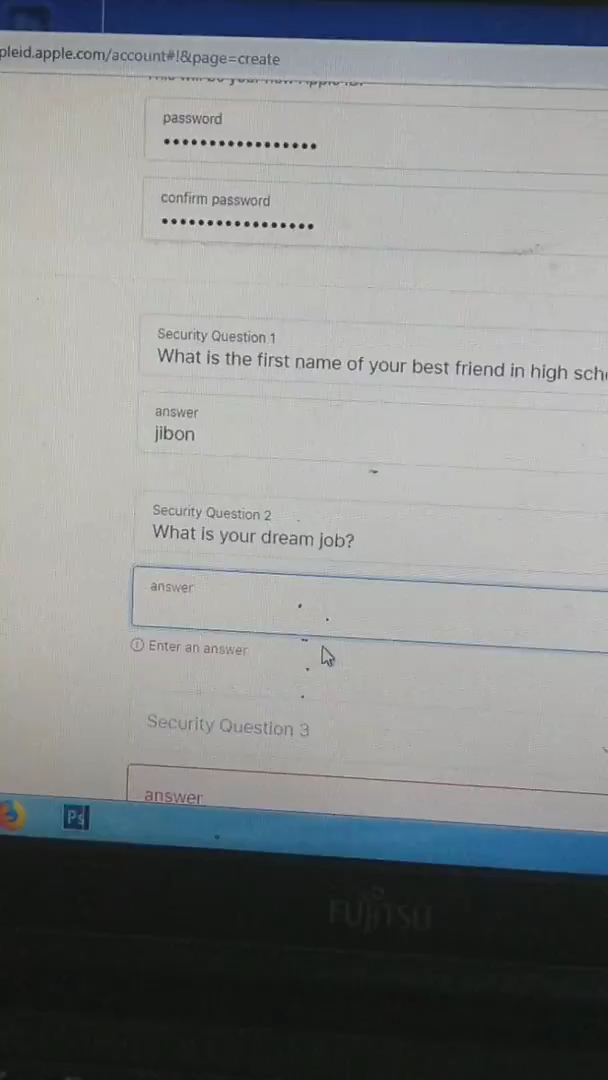 pleid.apple.com/account#!&page=create
password
•••••••••••••••••
confirm password
•••••••••••••••••
Security Question 1
What is the first name of your best friend in high
answer
jibon
Security Question 2
What is your dream job?
answer
Enter an answer
Security Question 3
answer
Ps
FUJITSU